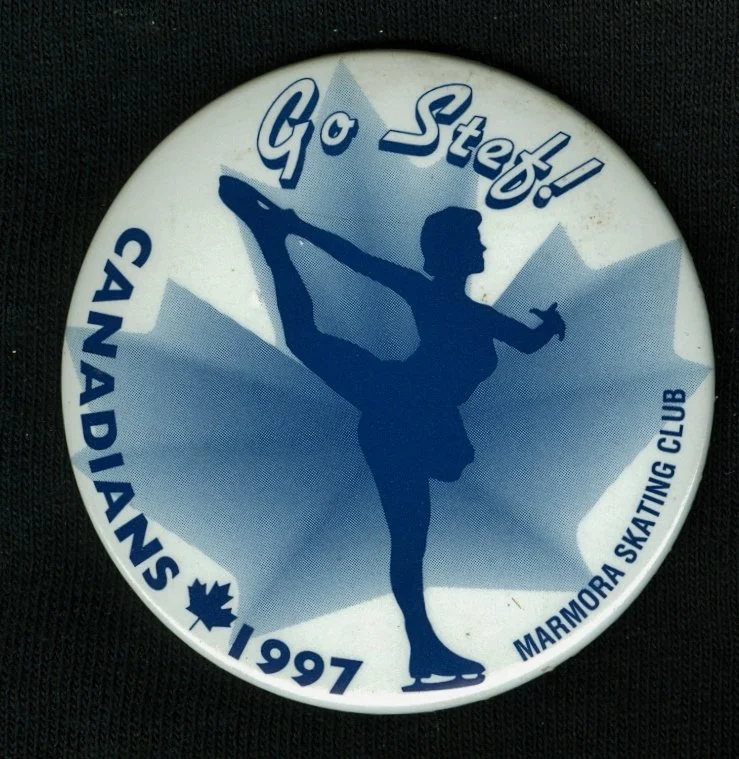 Go Stef!
CANADIANS 1997
MARMORA SKATING CLUB